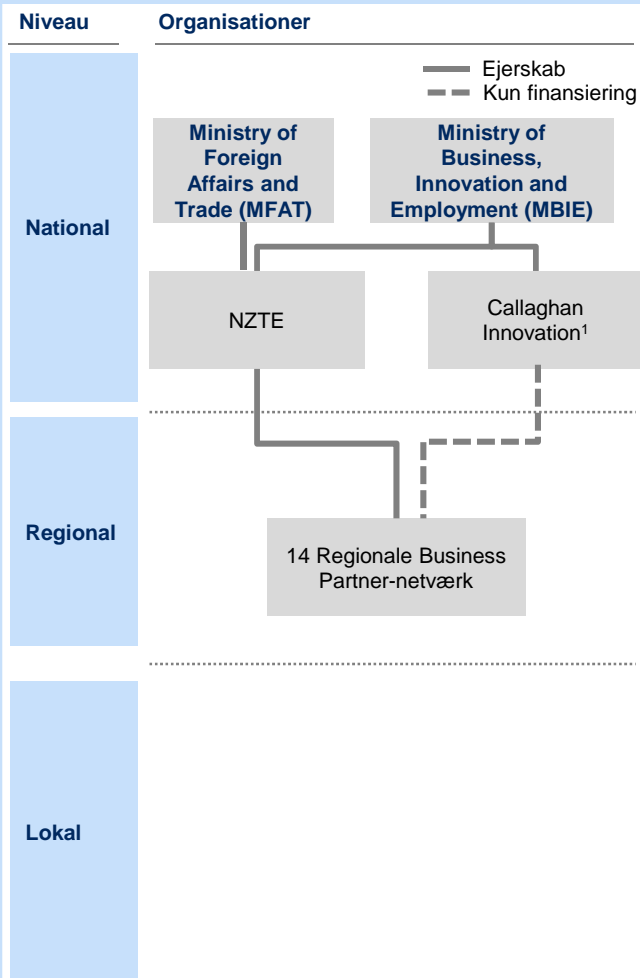 Niveau
Organisationer
Ejerskab
Kun finansiering
National
Ministry of
Foreign
Affairs and
Trade (MFAT)
Ministry of
Business,
Innovation and
Employment (MBIE)
NZTE
Callaghan
Innovation¹
Regional
14 Regionale Business
Partner-netværk
Lokal